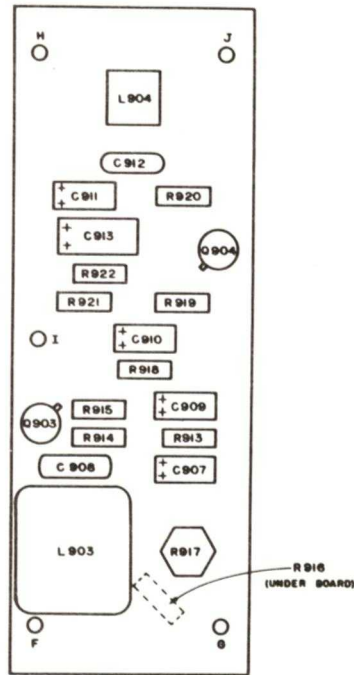 H J
L904
C912
C911 R920
C913
Q904
R922
R921 R919
I C910
R918
R915 C909
Q903
R914 R913
C908 C907
L903 R917
R916
(UNDER BOARD)
F G